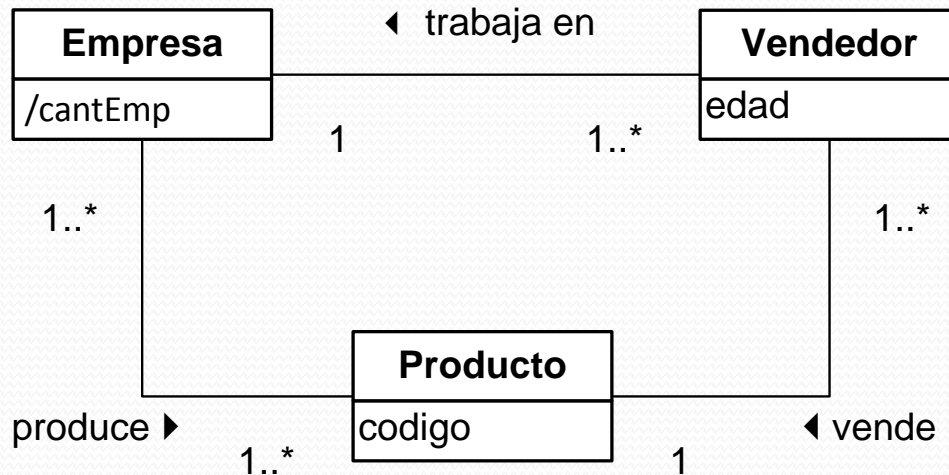 ◀ trabaja en
Empresa
Vendedor
/cantEmp
edad
1
1..*
1..*
1..*
Producto
codigo
produce ▶
◀ vende
1..*
1